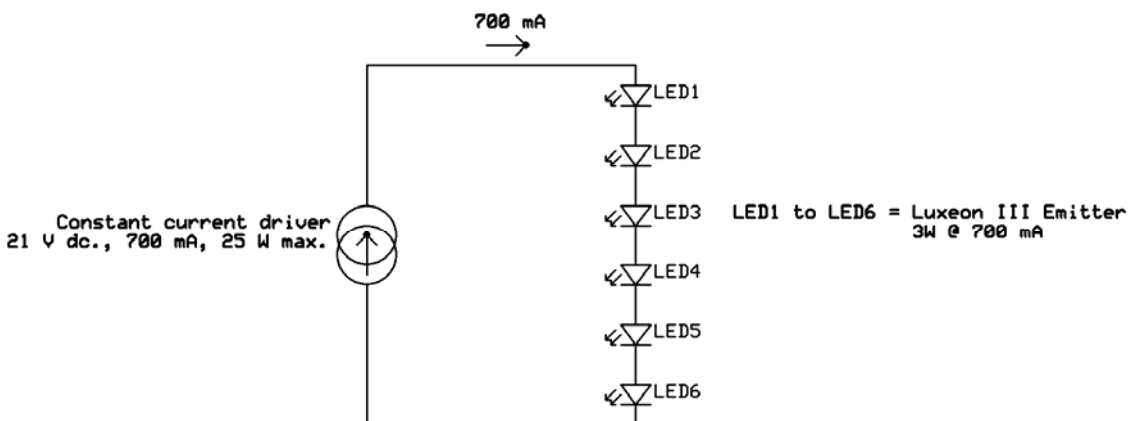 700 mA
LED1
LED2
Constant current driver
21 V dc., 700 mA, 25 W max.
LED3
LED1 to LED6 = Luxeon III Emitter
3W @ 700 mA
LED4
LED5
LED6